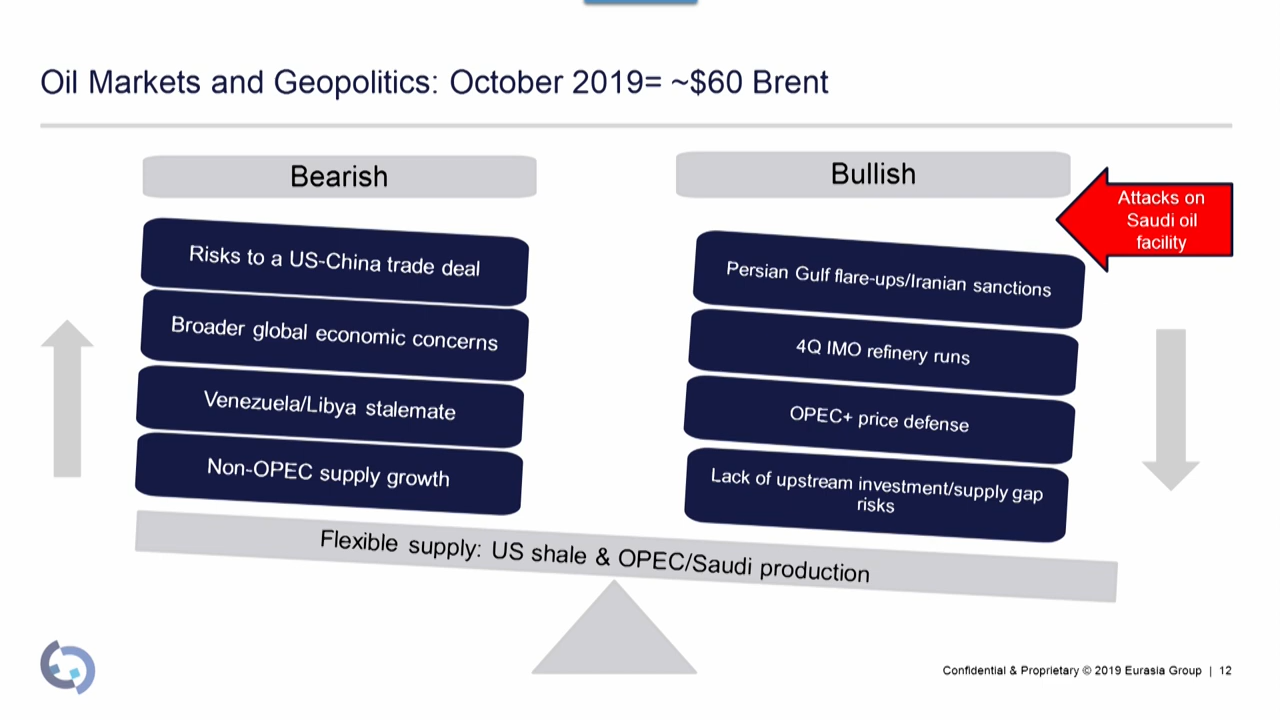 Oil Markets and Geopolitics: October 2019= ~$60 Brent
Bearish
Risks to a US-China trade deal
Broader global economic concerns
Venezuela/Libya stalemate
Non-OPEC supply growth
Bullish
Attacks on
Saudi oil
facility
Persian Gulf flare-ups/Iranian sanctions
4Q IMO refinery runs
OPEC+ price defense
Lack of upstream investment/supply gap
risks
Flexible supply: US shale & OPEC/Saudi production
Confidential & Proprietary © 2019 Eurasia Group | 12